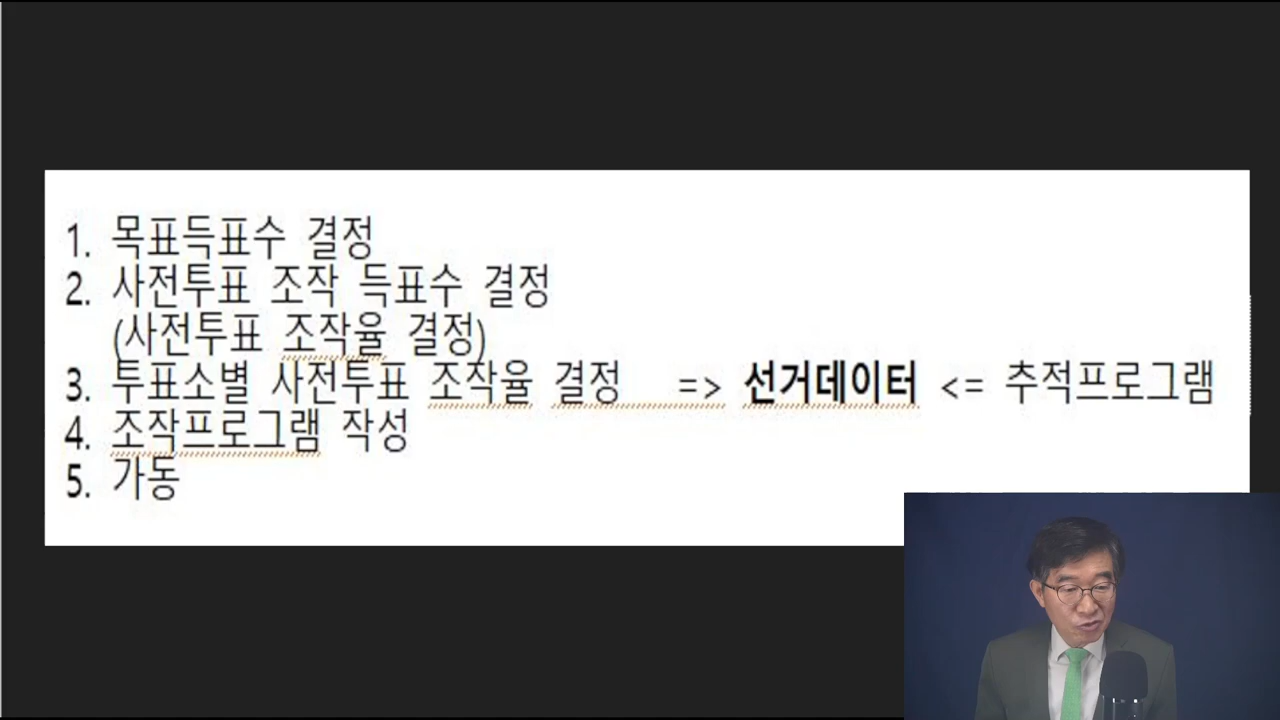 1. 목표득표수 결정
2. 사전투표 조작 득표수 결정
(사전투표 조작율 결정)
3. 투표소별 사전투표 조작율 결정 => 선거데이터 <= 추적프로그램
4. 조작프로그램 작성
5. 가동